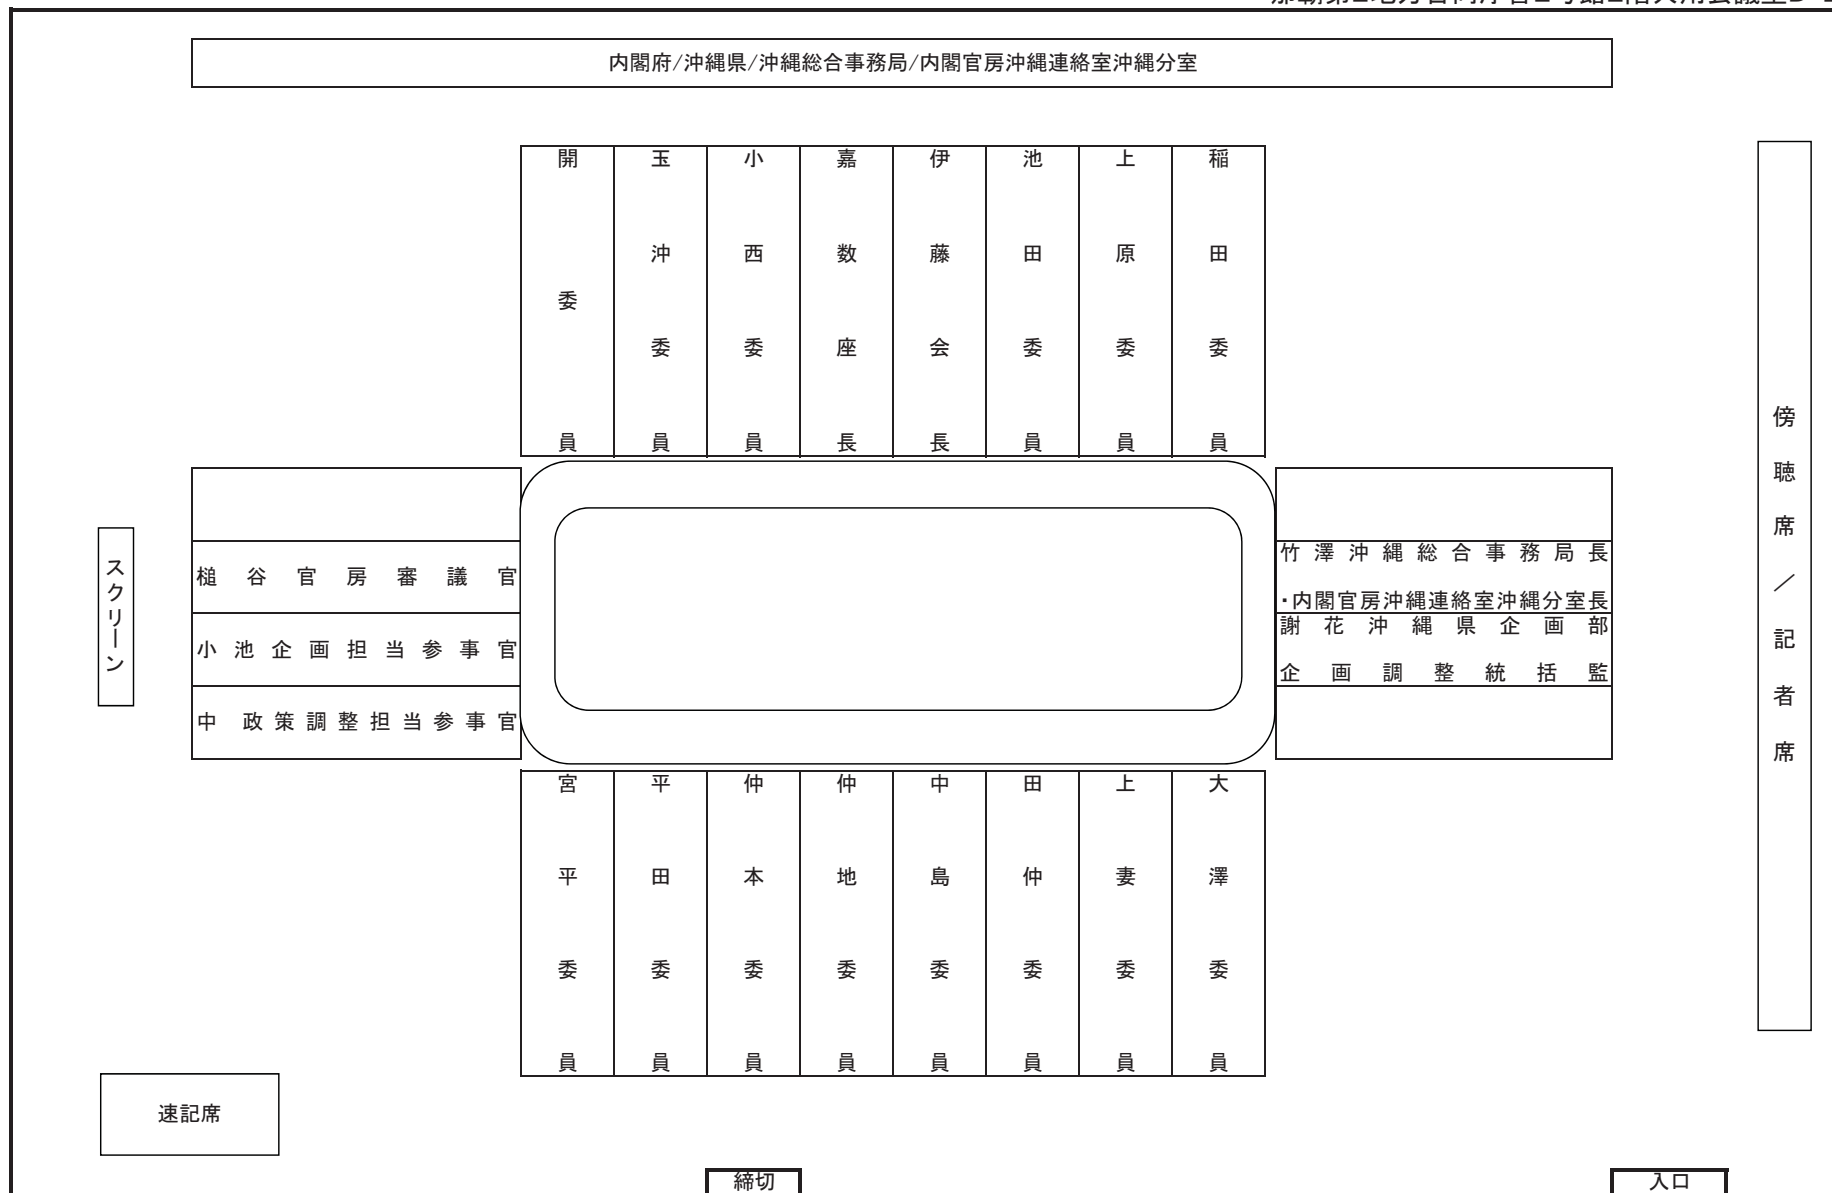 内閣府/沖縄県/沖縄総合事務局/内閣官房沖縄連絡室沖縄分室
開委員
玉沖委員
小西委員
嘉数座長
伊藤会長
池田委員
上原委員
稲田委員
スクリーン
槌谷官房審議官
小池企画担当参事官
中 政策調整担当参事官
竹澤沖縄総合事務局長
・内閣官房沖縄連絡室沖縄分室長
謝花沖縄県企画部
企画調整統括監
傍聴席／記者席
宮平委員
平田委員
仲本委員
仲地委員
中島委員
田仲委員
上妻委員
大澤委員
速記席
締切
入口